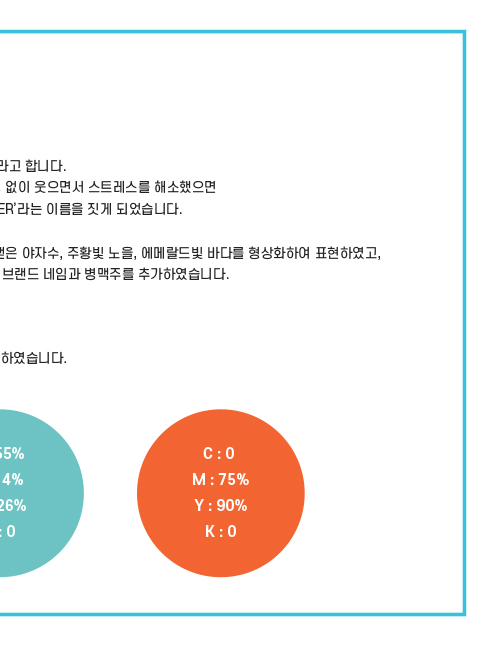 라고 합니다.
없이 웃으면서 스트레스를 해소했으면
ER'라는 이름을 짓게 되었습니다.
야자수, 주황빛 노을, 에메랄드빛 바다를 형상화하여 표현하였고,
브랜드 네임과 병맥주를 추가하였습니다.
하였습니다.
55%
4%
26%
: 0
C : 0
M : 75%
Y : 90%
K : 0